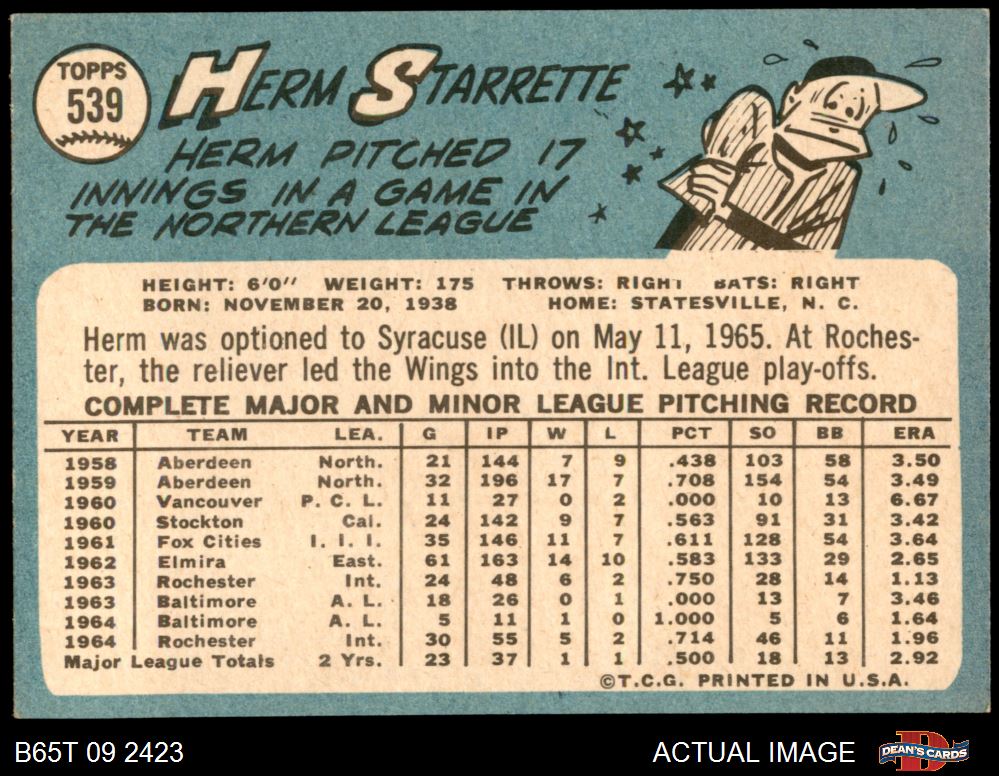 TOPPS
539
HERM STARRETTE
HERM PITCHED 17
INNINGS IN A GAME IN
THE NORTHERN LEAGUE
HEIGHT: 6'0" WEIGHT: 175 THROWS: RIGHT BATS: RIGHT
BORN: NOVEMBER 20, 1938 HOME: STATESVILLE, N. C.
Herm was optioned to Syracuse (IL) on May 11, 1965. At Roches-
ter, the reliever led the Wings into the Int. League play-offs.
COMPLETE MAJOR AND MINOR LEAGUE PITCHING RECORD
YEAR TEAM LEA. G IP W L PCT SO BB ERA
1958 Aberdeen North. 21 144 7 9 .438 103 58 3.50
1959 Aberdeen North. 32 196 17 7 .708 154 54 3.49
1960 Vancouver P. C. L. 11 27 0 2 .000 10 13 6.67
1960 Stockton Cal. 24 142 9 7 .563 91 31 3.42
1961 Fox Cities I. I. I. 35 146 11 7 .611 128 54 3.64
1962 Elmira East. 61 163 14 10 .583 133 29 2.65
1963 Rochester Int. 24 48 6 2 .750 28 14 1.13
1963 Baltimore A. L. 18 26 0 1 .000 13 7 3.46
1964 Baltimore A. L. 5 11 1 0 1.000 5 6 1.64
1964 Rochester Int. 30 55 5 2 .714 46 11 1.96
Major League Totals 2 Yrs. 23 37 1 1 .500 18 13 2.92
©T.C.G. PRINTED IN U.S.A.
B65T 09 2423 ACTUAL IMAGE DEAN'S CARDS